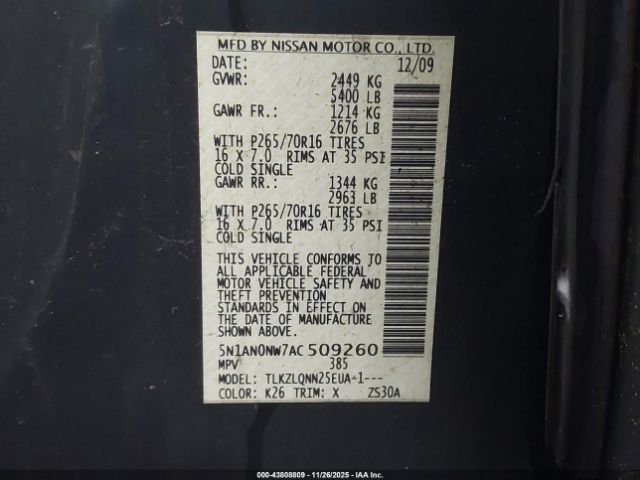 MFD BY NISSAN MOTOR CO., LTD.
DATE: 12/09
GVWR: 2449 KG
5400 LB
GAWR FR.: 1214 KG
2676 LB
WITH P265/70R16 TIRES
16 X 7.0 RIMS AT 35 PSI
COLD SINGLE
GAWR RR.: 1344 KG
2963 LB
WITH P265/70R16 TIRES
16 X 7.0 RIMS AT 35 PSI
COLD SINGLE
THIS VEHICLE CONFORMS TO
ALL APPLICABLE FEDERAL
MOTOR VEHICLE SAFETY AND
THEFT PREVENTION
STANDARDS IN EFFECT ON
THE DATE OF MANUFACTURE
SHOWN ABOVE.
5N1AN0NW7AC509260
MPV 385
MODEL: TLKZLQNN25EUA-1---
COLOR: K26 TRIM: X ZS30A
000-43808809 - 11/26/2025 - IAA Inc.